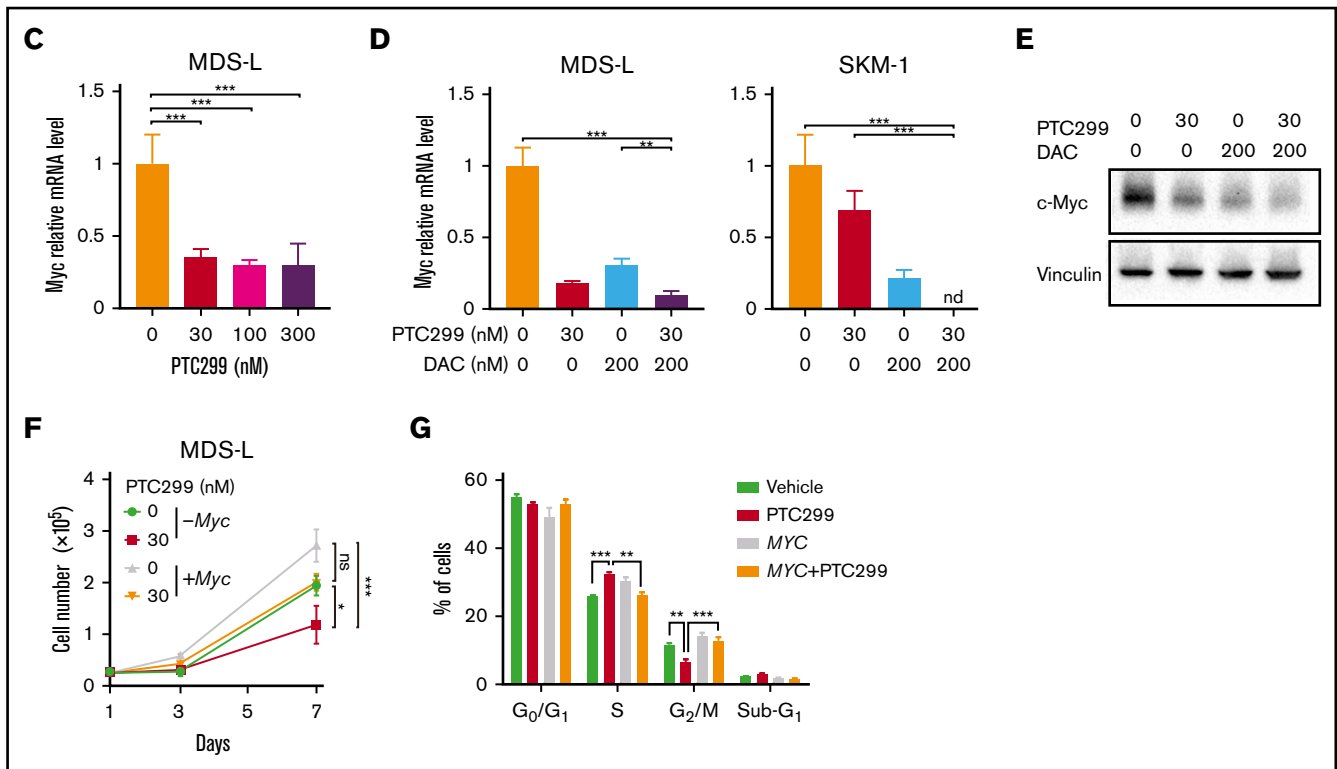 C
MDS-L
Myc relative mRNA level
1.5
1
0.5
0
***
***
***
0 30 100 300
PTC299 (nM)
D
MDS-L
Myc relative mRNA level
1.5
1
0.5
0
***
**
PTC299 (nM) 0 30 0 30
DAC (nM) 0 0 200 200
SKM-1
1.5
1
0.5
0
***
***
nd
0 30 0 30
0 0 200 200
E
PTC299 0 30 0 30
DAC 0 0 200 200
c-Myc
Vinculin
F
MDS-L
Cell number (×10⁵)
4
3
2
1
0
PTC299 (nM)
0
30
–Myc
0
30
+Myc
ns
*
***
1 3 5 7
Days
G
% of cells
60
40
20
0
*** **
** ***
G₀/G₁ S G₂/M Sub-G₁
Vehicle
PTC299
MYC
MYC+PTC299